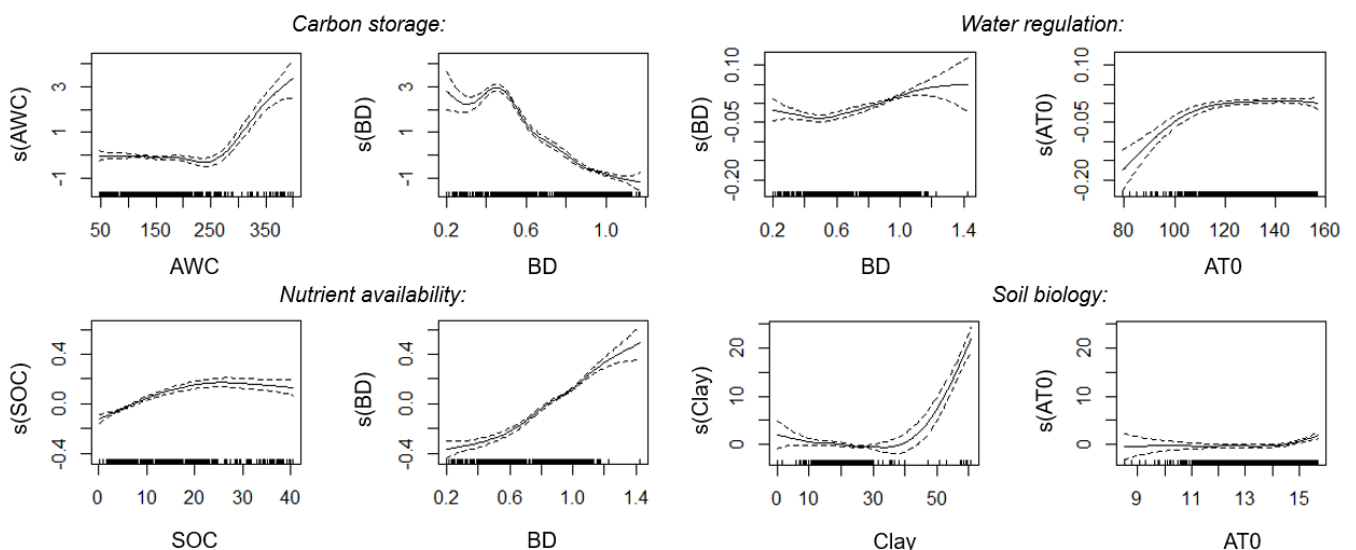 Carbon storage: Water regulation:
s(AWC) -1 1 3
50 150 250 350
AWC
s(BD) -1 1 3
0.2 0.6 1.0
BD
s(BD) -0.20 -0.05 0.10
0.2 0.6 1.0 1.4
BD
s(AT0) -0.20 -0.05 0.10
80 100 120 140 160
AT0
Nutrient availability: Soil biology:
s(SOC) -0.4 0.0 0.4
0 10 20 30 40
SOC
s(BD) -0.4 0.0 0.4
0.2 0.6 1.0 1.4
BD
s(Clay) 0 5 10 20
0 10 30 50
Clay
s(AT0) 0 5 10 20
9 11 13 15
AT0